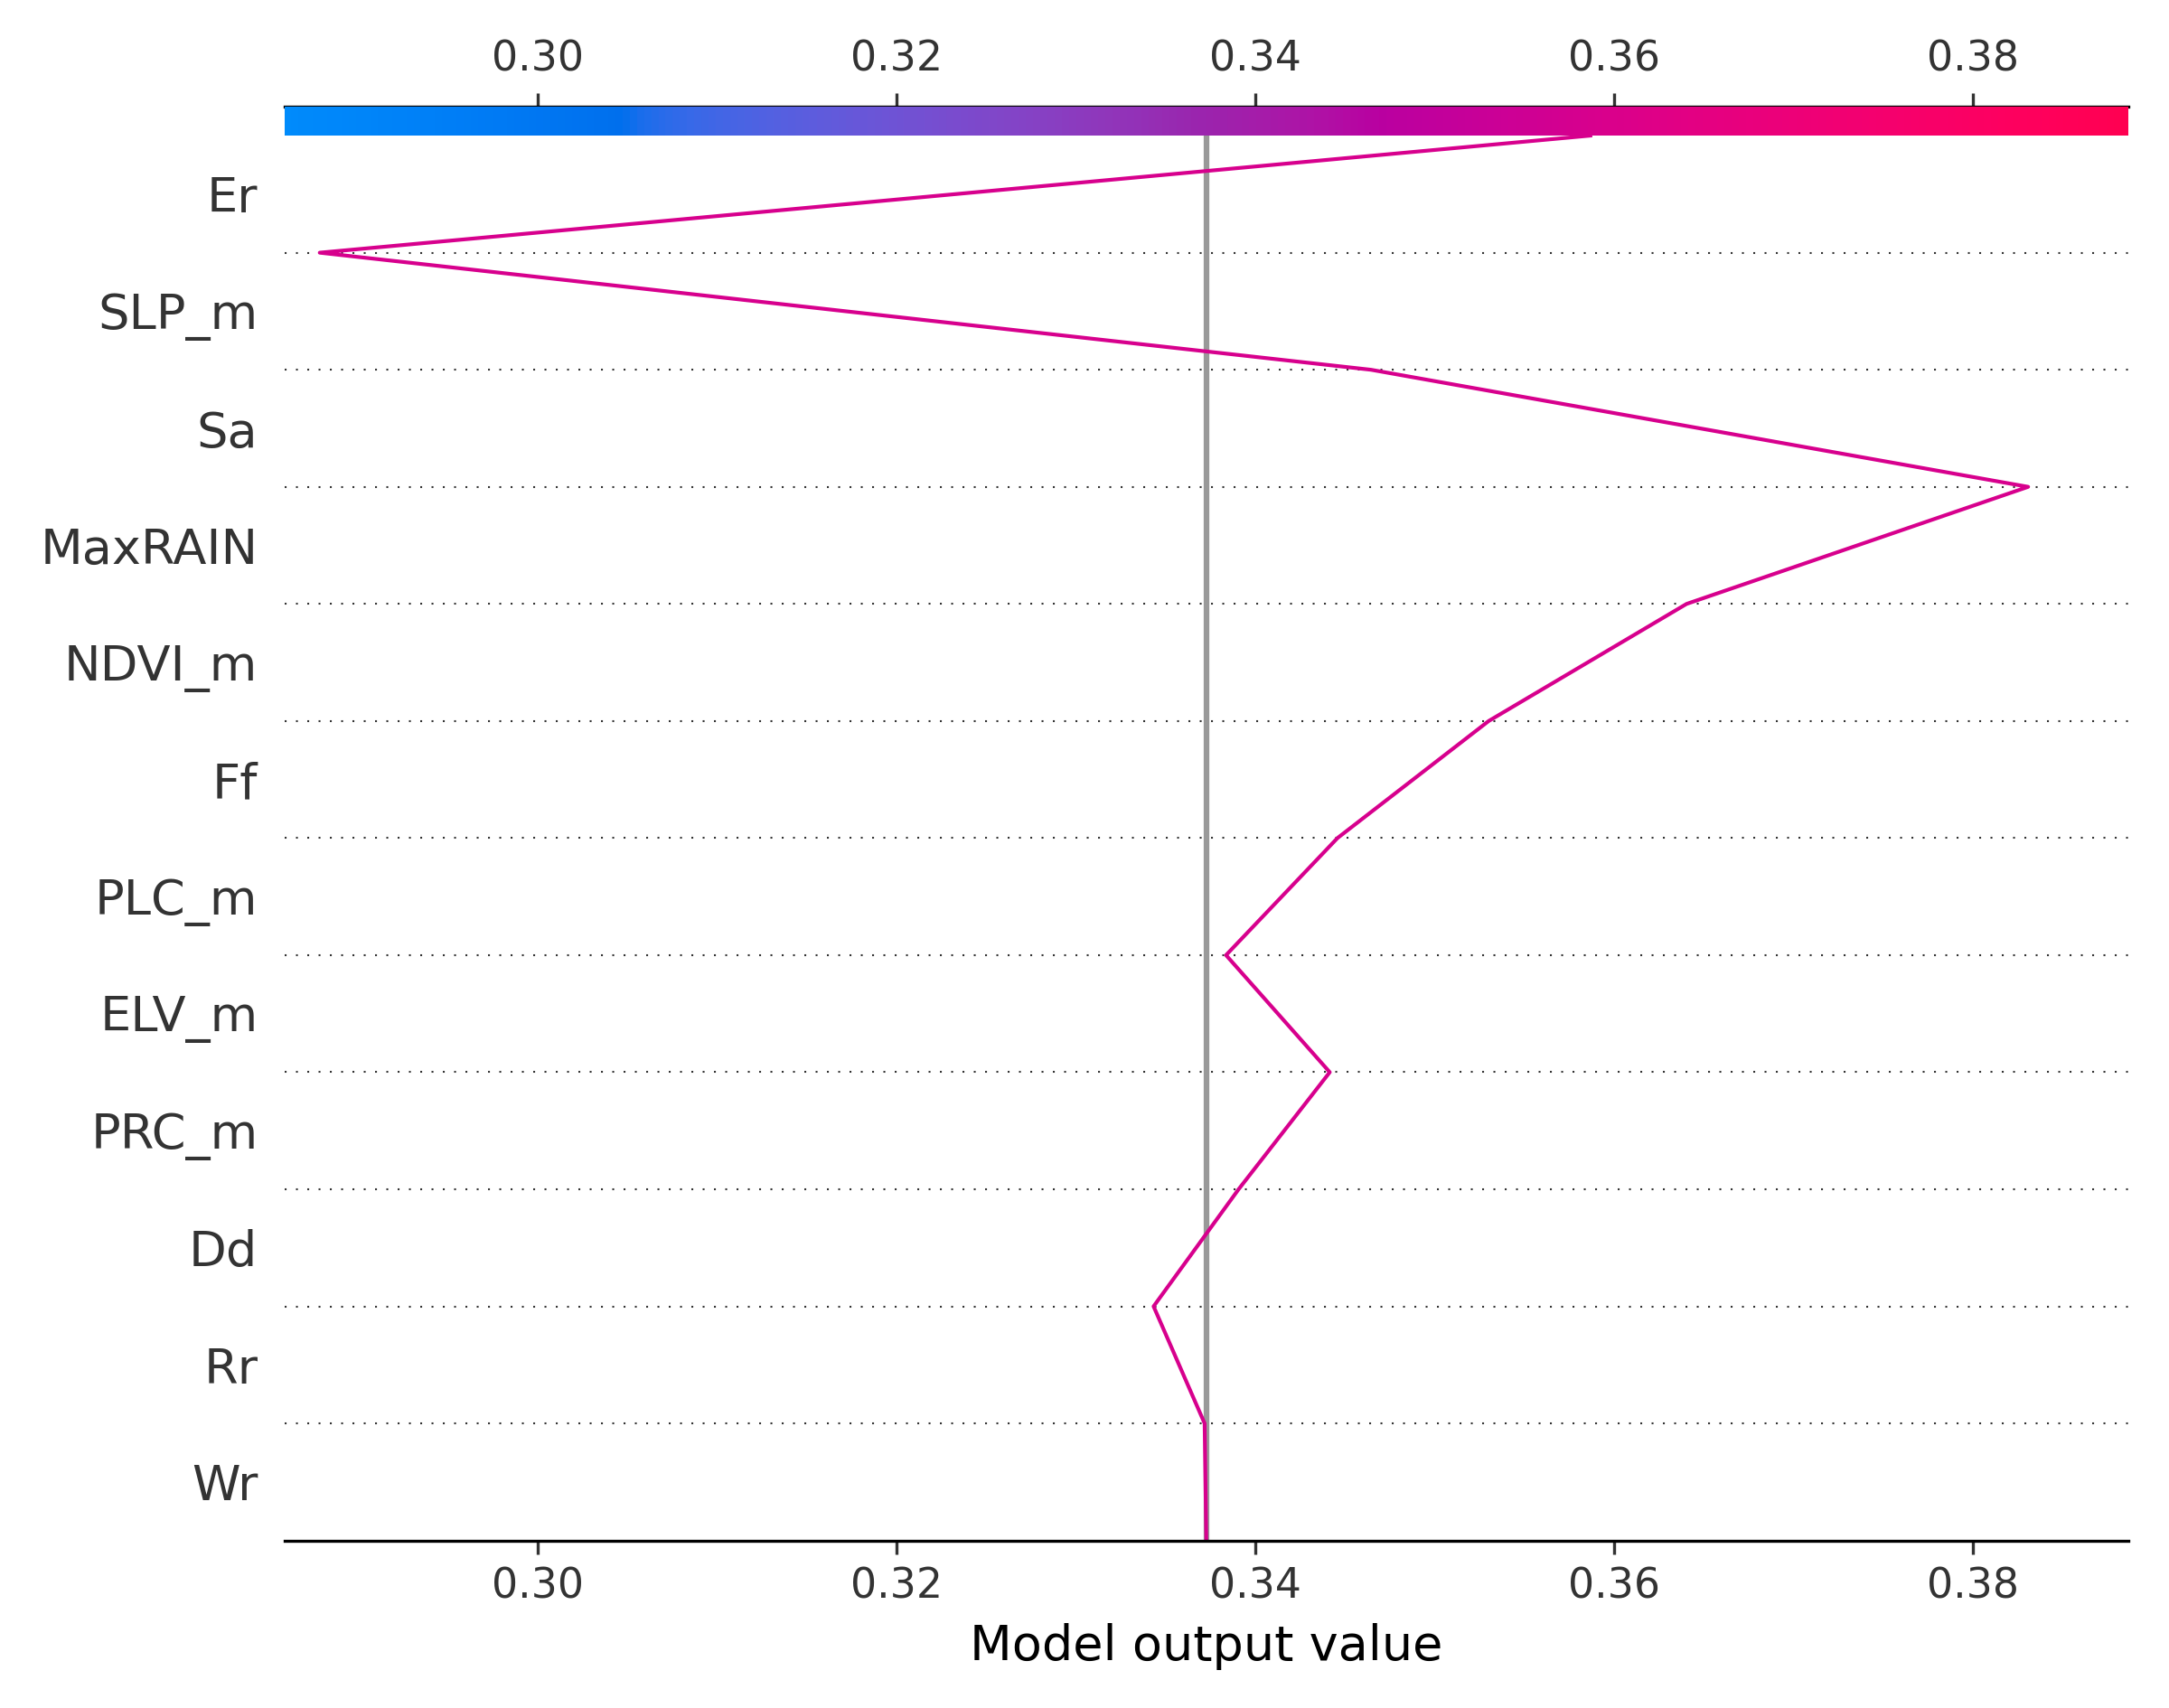 0.30 0.32 0.34 0.36 0.38
Er
SLP_m
Sa
MaxRAIN
NDVI_m
Ff
PLC_m
ELV_m
PRC_m
Dd
Rr
Wr
0.30 0.32 0.34 0.36 0.38
Model output value